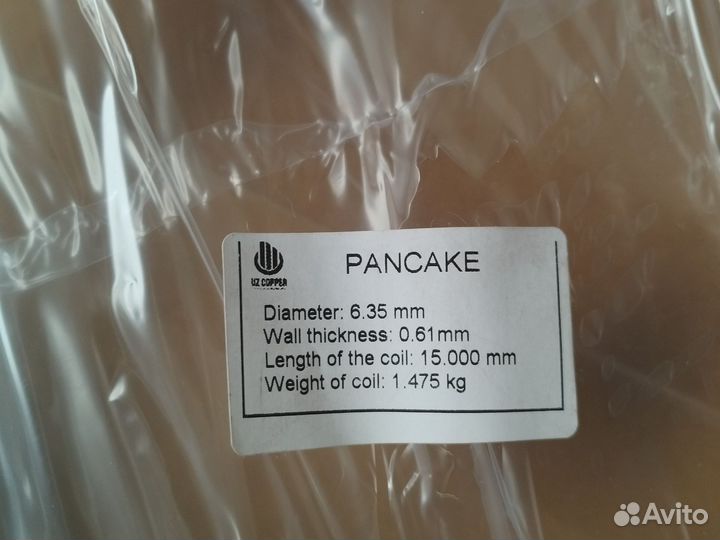 PANCAKE
UZ COPPER
Diameter: 6.35 mm
Wall thickness: 0.61mm
Length of the coil: 15.000 mm
Weight of coil: 1.475 kg
Avito